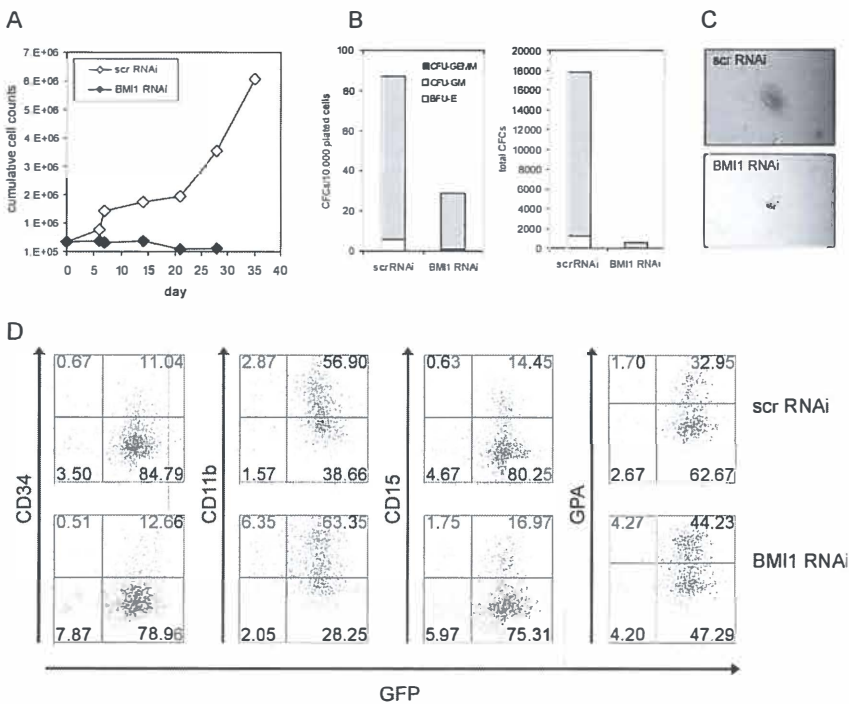 A
7.E+06
6.E+06
5.E+06
4.E+06
3.E+06
2.E+06
1.E+06
1.E+05
cumulative cell counts
scr RNAi
BMI1 RNAi
0 5 10 15 20 25 30 35 40
day
B
100
80
60
40
20
0
CFCs/10.000 plated cells
CFU-GEMM
CFU-GM
BFU-E
scrRNAi BMI1 RNAi
20000
18000
16000
14000
12000
10000
8000
6000
4000
2000
0
total CFCs
scrRNAi BMI1 RNAi
C
scr RNAi
BMI1 RNAi
D
CD34
CD11b
CD15
GPA
0.67 11.04 2.87 56.90 0.63 14.45 1.70 32.95
3.50 84.79 1.57 38.66 4.67 80.25 2.67 62.67
scr RNAi
0.51 12.66 6.35 63.35 1.75 16.97 4.27 44.23
7.87 78.96 2.05 28.25 5.97 75.31 4.20 47.29
BMI1 RNAi
GFP